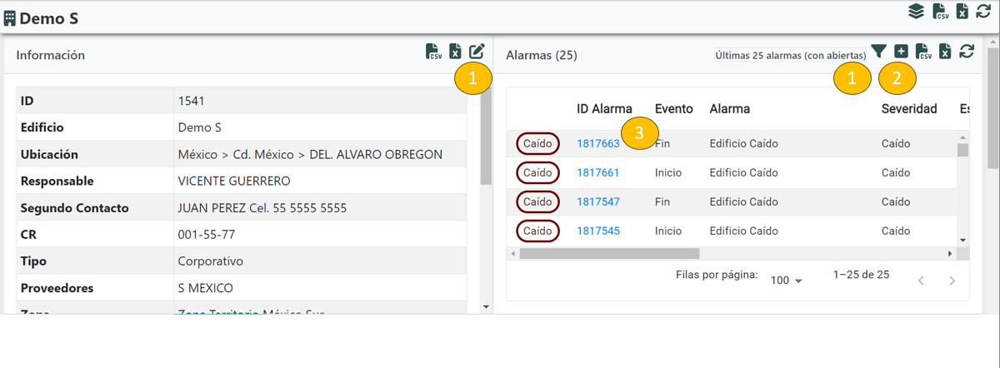 Demo S
CSV
Información
CSV
1
Alarmas (25)
Últimas 25 alarmas (con abiertas)
CSV
1
2
ID 1541
Edificio Demo S
Ubicación México > Cd. México > DEL. ALVARO OBREGON
Responsable VICENTE GUERRERO
Segundo Contacto JUAN PEREZ Cel. 55 5555 5555
CR 001-55-77
Tipo Corporativo
Proveedores S MEXICO
Zona Zona Territorio México Sur
ID Alarma Evento Alarma Severidad Es
3
Caído 1817663 Fin Edificio Caído Caído
Caído 1817661 Inicio Edificio Caído Caído
Caído 1817547 Fin Edificio Caído Caído
Caído 1817545 Inicio Edificio Caído Caído
Filas por página: 100 1–25 de 25